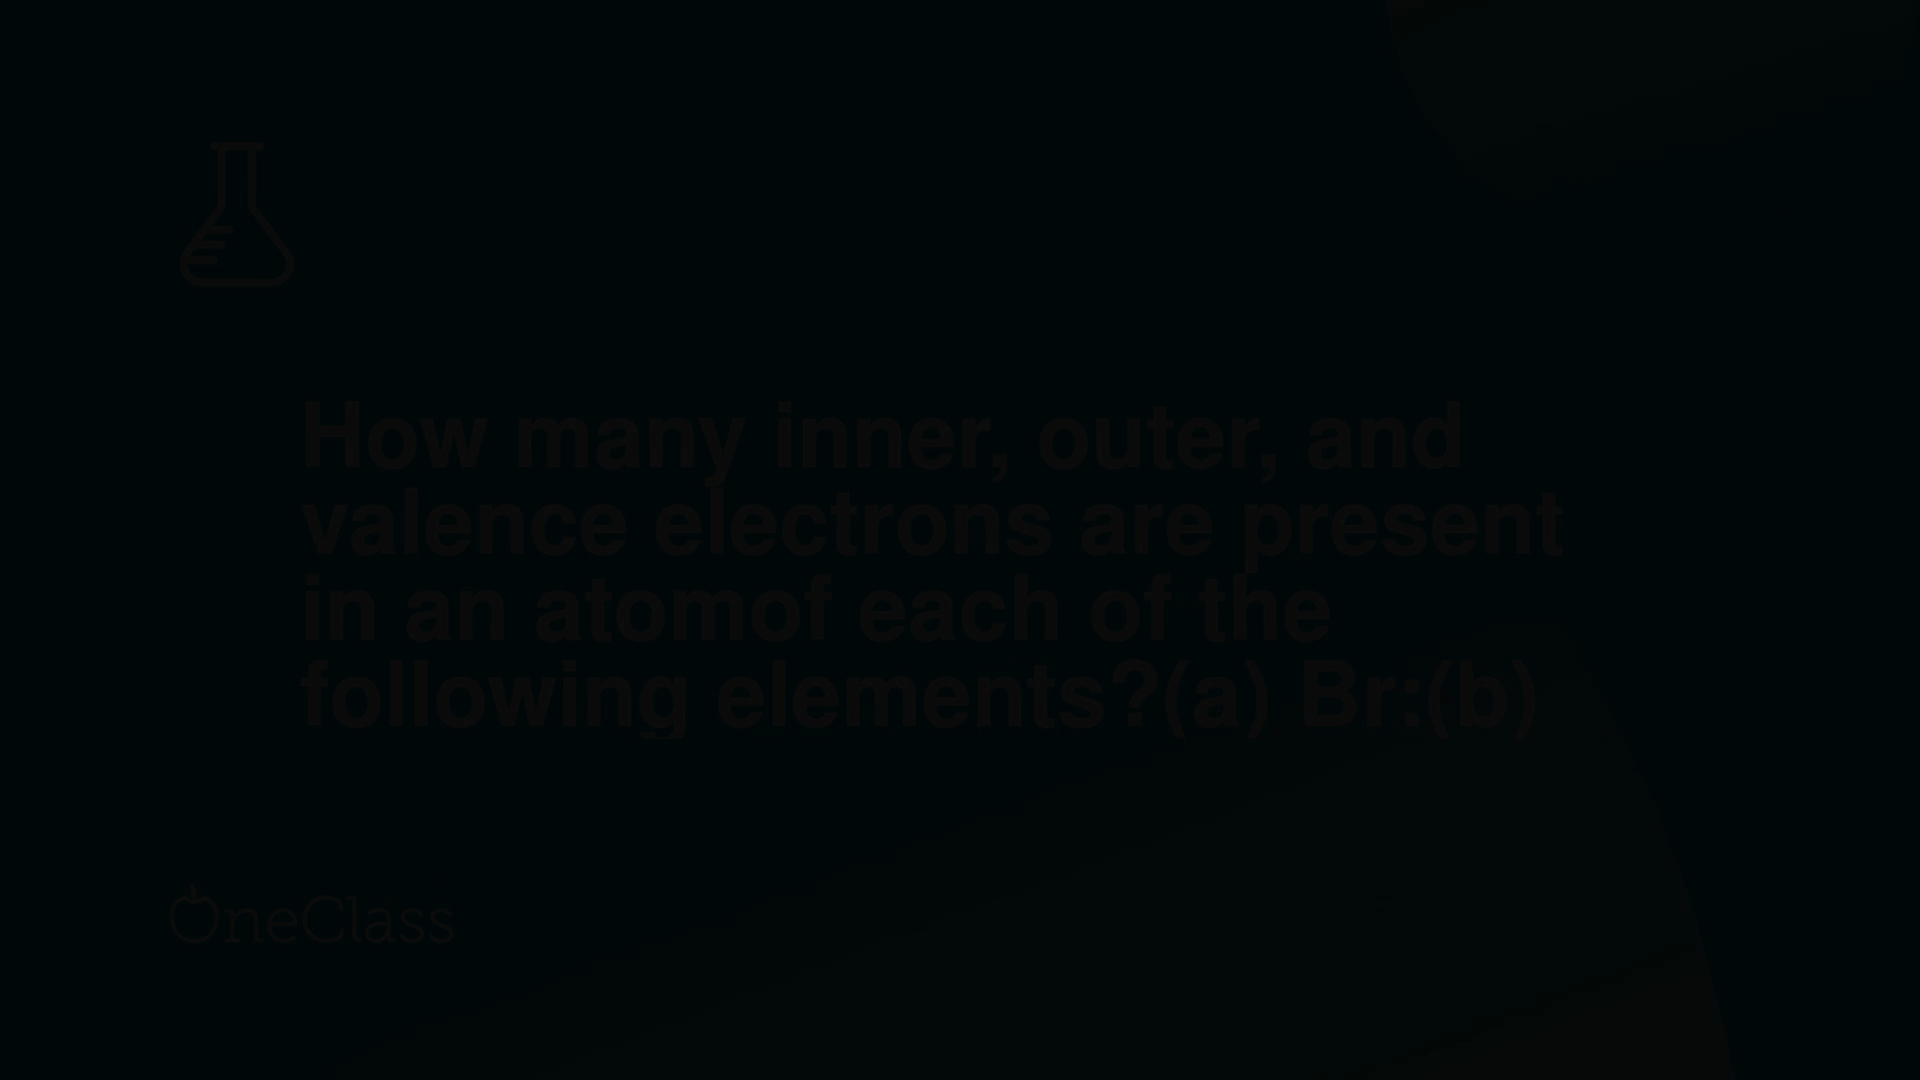 How many inner, outer, and
valence electrons are present
in an atomof each of the
following elements?(a) Br:(b)
OneClass